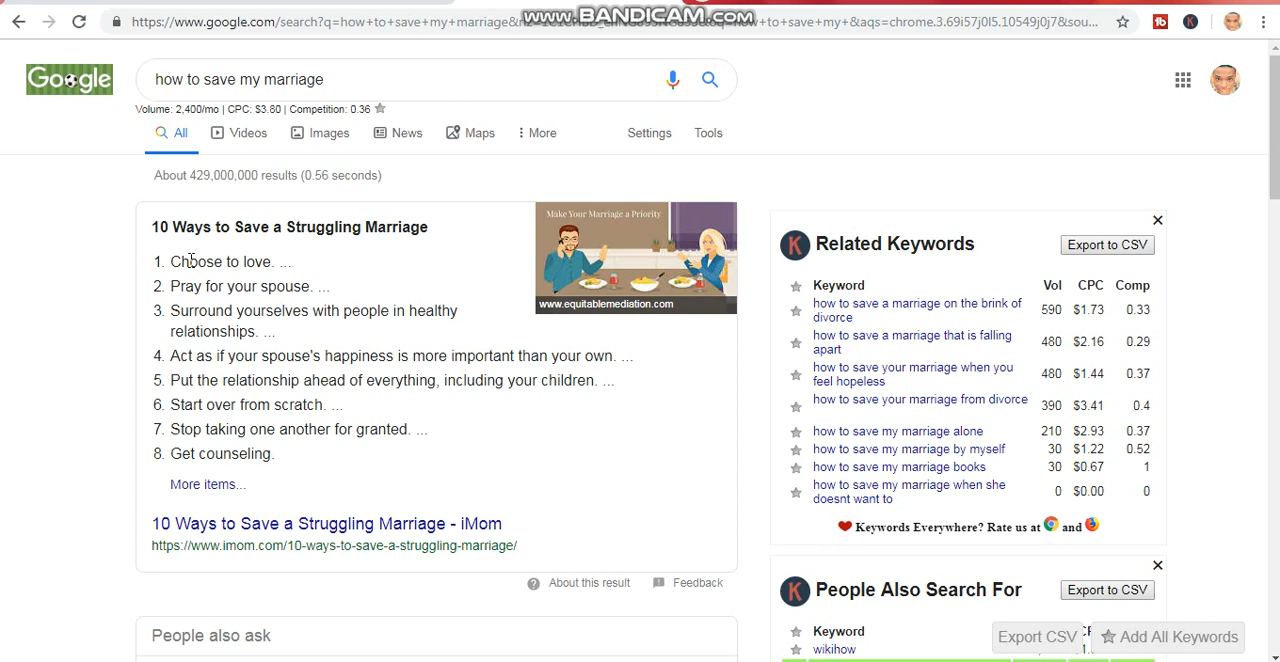 www.BANDICAM.com
https://www.google.com/search?q=how+to+save+my+marriage&
+to+save+my+&aqs=chrome.3.69i57j0l5.10549j0j7&sou...
Google
how to save my marriage
Volume: 2,400/mo | CPC: $3.80 | Competition: 0.36
All Videos Images News Maps More Settings Tools
About 429,000,000 results (0.56 seconds)
10 Ways to Save a Struggling Marriage
1. Choose to love. ...
2. Pray for your spouse. ...
3. Surround yourselves with people in healthy
relationships. ...
4. Act as if your spouse's happiness is more important than your own. ...
5. Put the relationship ahead of everything, including your children. ...
6. Start over from scratch. ...
7. Stop taking one another for granted. ...
8. Get counseling.
More items...
Make Your Marriage a Priority
www.equitablemediation.com
10 Ways to Save a Struggling Marriage - iMom
https://www.imom.com/10-ways-to-save-a-struggling-marriage/
About this result Feedback
People also ask
K Related Keywords Export to CSV
Keyword Vol CPC Comp
how to save a marriage on the brink of
divorce 590 $1.73 0.33
how to save a marriage that is falling
apart 480 $2.16 0.29
how to save your marriage when you
feel hopeless 480 $1.44 0.37
how to save your marriage from divorce 390 $3.41 0.4
how to save my marriage alone 210 $2.93 0.37
how to save my marriage by myself 30 $1.22 0.52
how to save my marriage books 30 $0.67 1
how to save my marriage when she
doesnt want to 0 $0.00 0
Keywords Everywhere? Rate us at and
K People Also Search For Export to CSV
Keyword
wikihow
Export CSV Add All Keywords